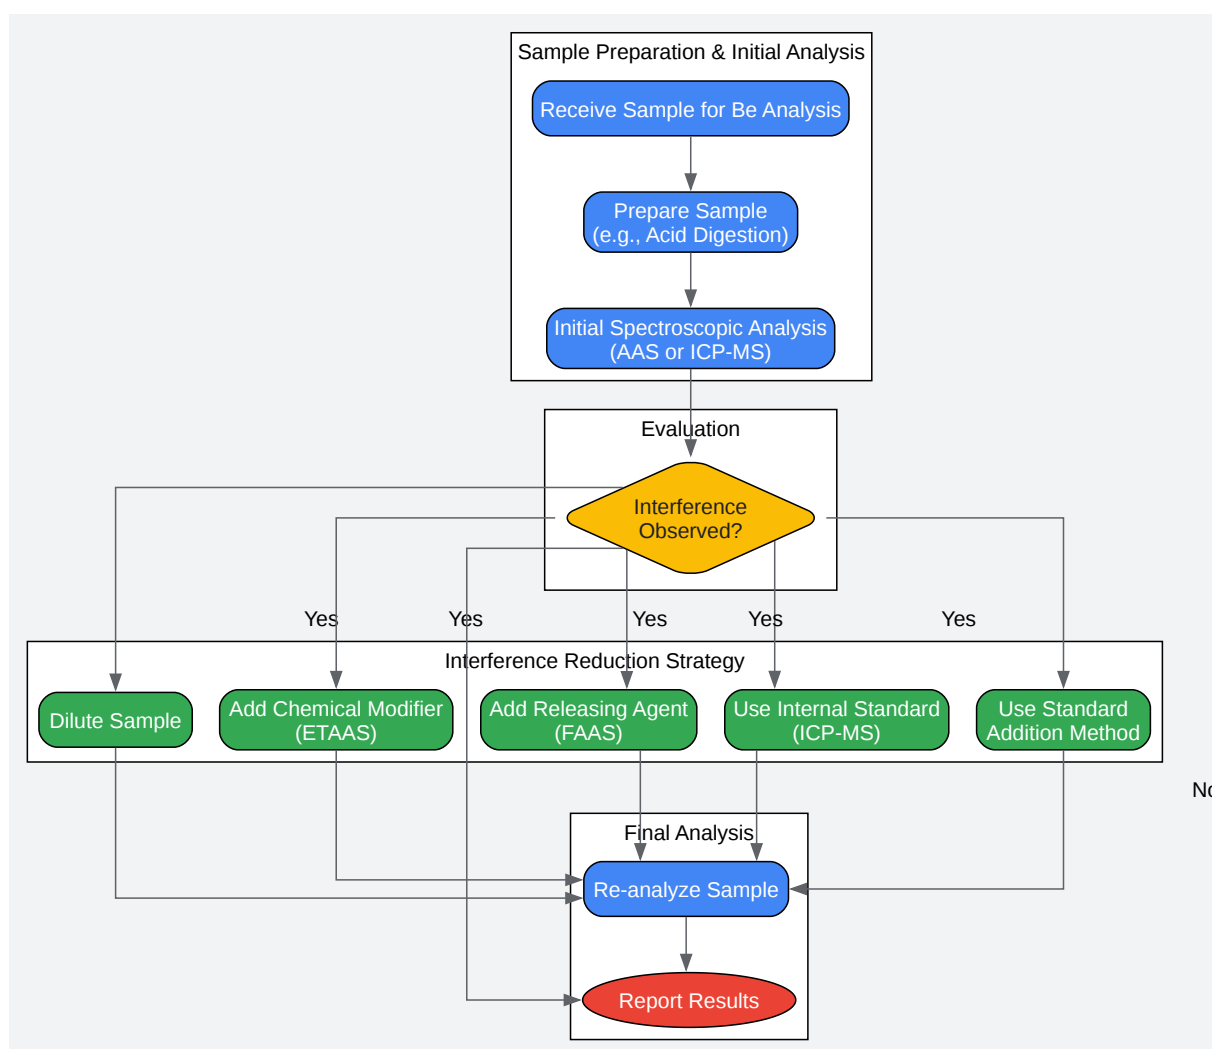 Sample Preparation & Initial Analysis
Receive Sample for Be Analysis
Prepare Sample
(e.g., Acid Digestion)
Initial Spectroscopic Analysis
(AAS or ICP-MS)
Evaluation
Interference
Observed?
Yes
Yes
Yes
Yes
Yes
Interference Reduction Strategy
Dilute Sample
Add Chemical Modifier
(ETAAS)
Add Releasing Agent
(FAAS)
Use Internal Standard
(ICP-MS)
Use Standard
Addition Method
No
Final Analysis
Re-analyze Sample
Report Results